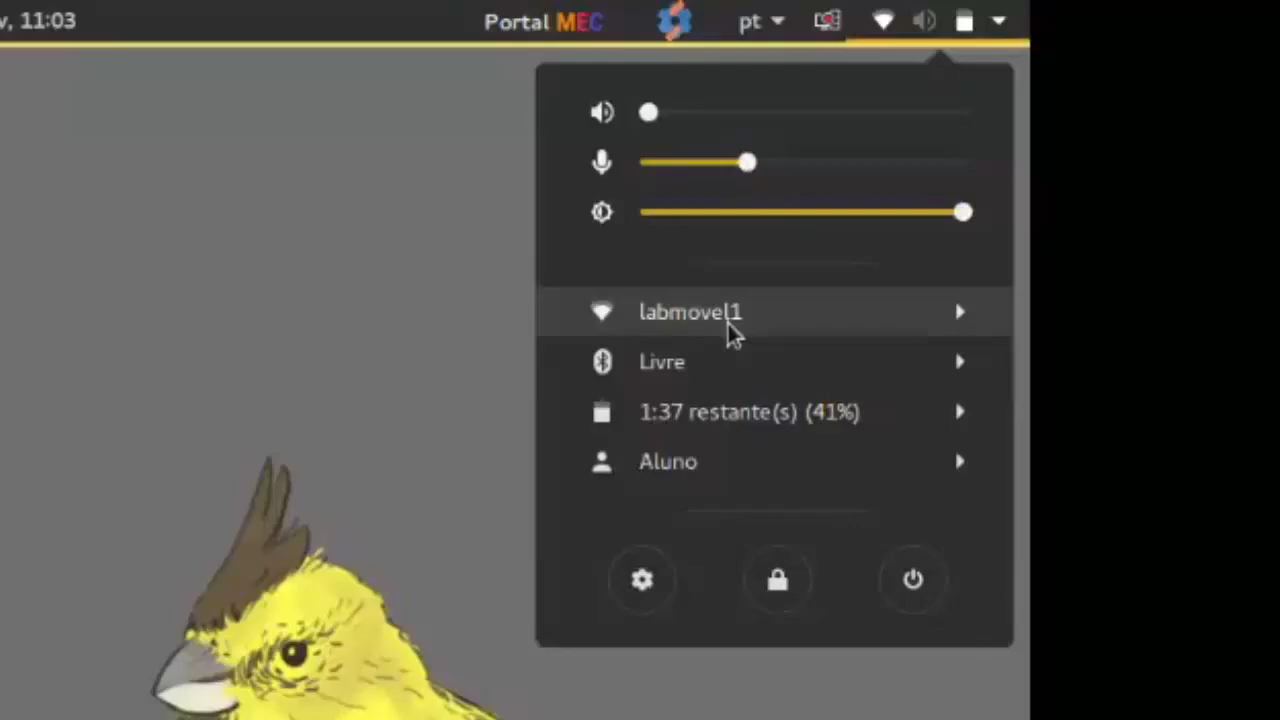 v, 11:03
Portal MEC
pt
labmovel1
Livre
1:37 restante(s) (41%)
Aluno